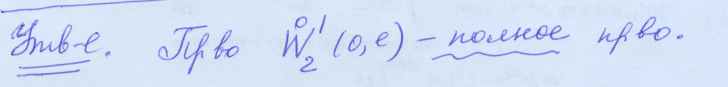 Утв-е. Пр-во W̊₂¹(0,ℓ) – полное пр-во.